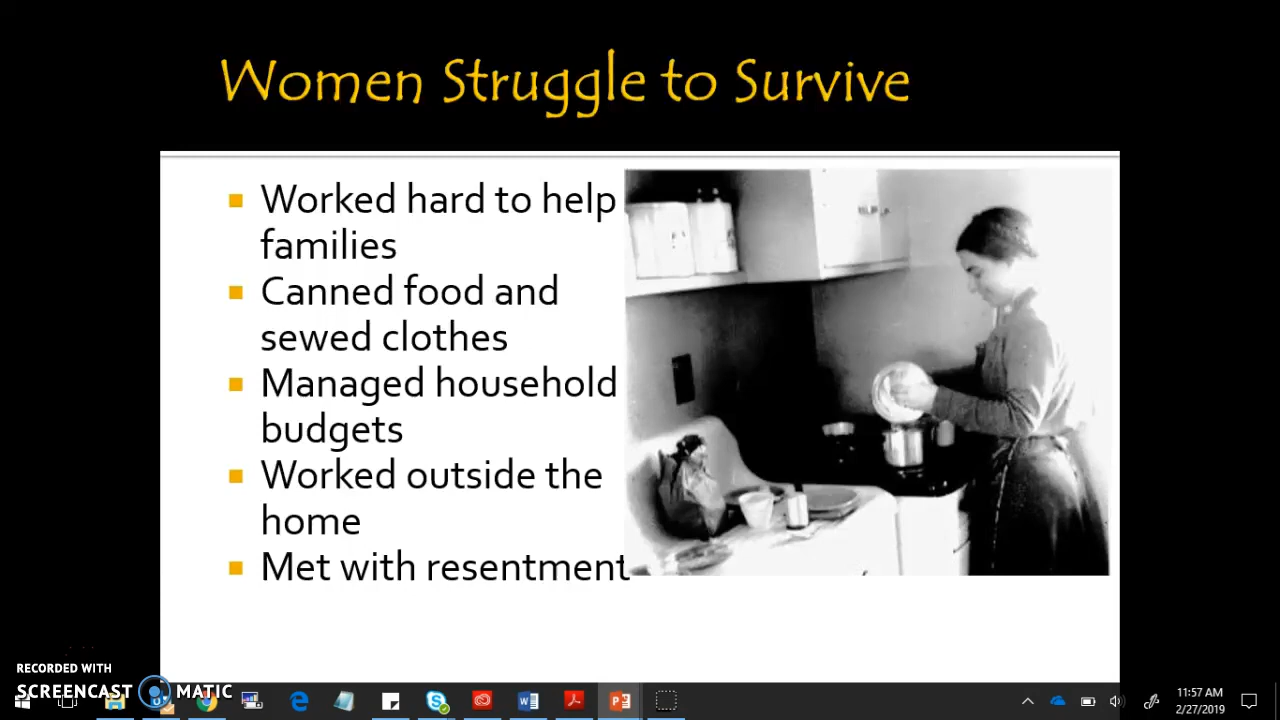 Women Struggle to Survive
Worked hard to help
families
Canned food and
sewed clothes
Managed household
budgets
Worked outside the
home
Met with resentment
RECORDED WITH
SCREENCAST MATIC
11:57 AM
2/27/2019